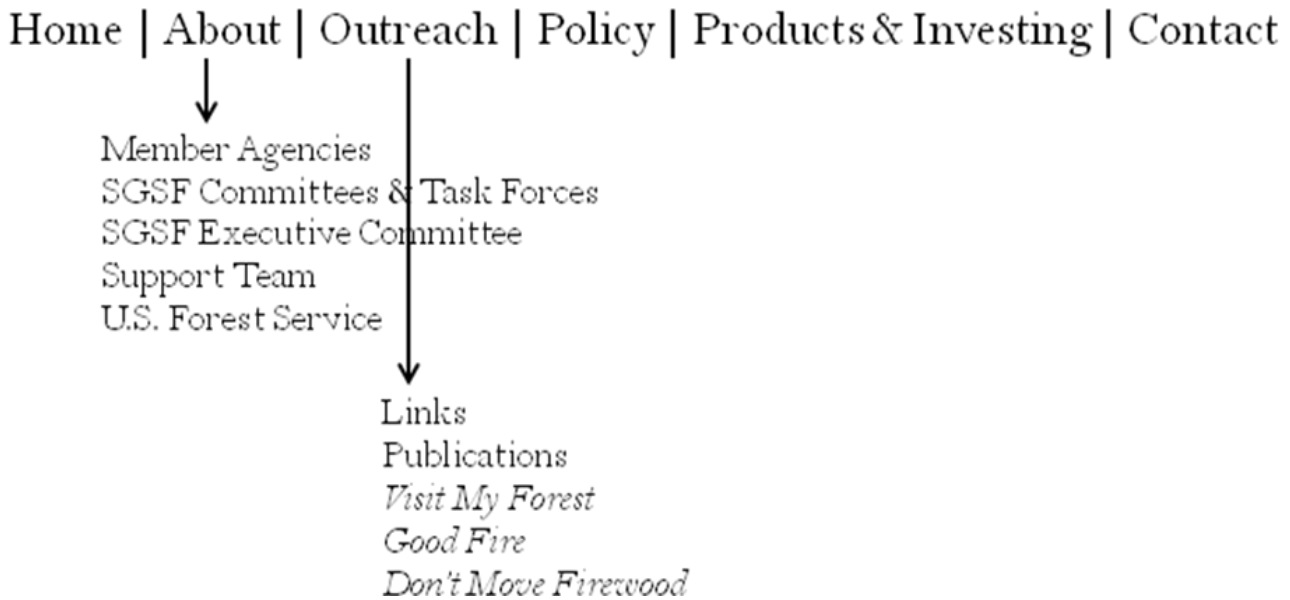 Home | About | Outreach | Policy | Products & Investing | Contact
Member Agencies
SGSF Committees & Task Forces
SGSF Executive Committee
Support Team
U.S. Forest Service
Links
Publications
Visit My Forest
Good Fire
Don't Move Firewood